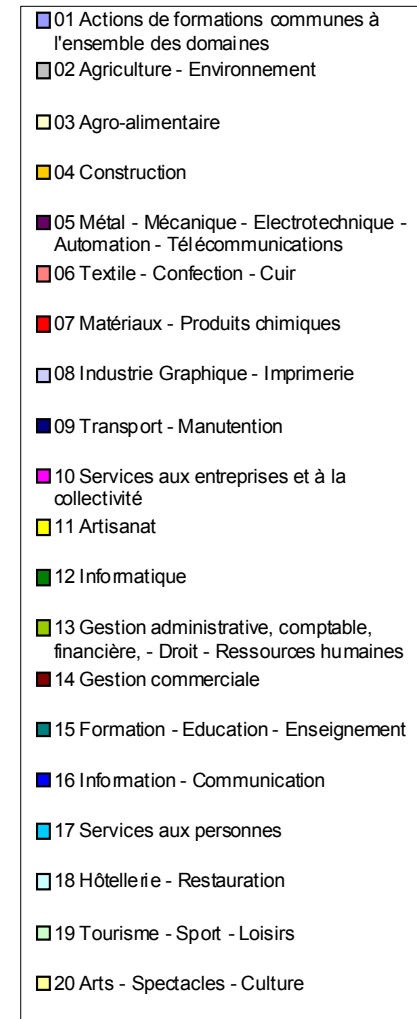 01 Actions de formations communes à
l'ensemble des domaines
02 Agriculture - Environnement
03 Agro-alimentaire
04 Construction
05 Métal - Mécanique - Electrotechnique -
Automation - Télécommunications
06 Textile - Confection - Cuir
07 Matériaux - Produits chimiques
08 Industrie Graphique - Imprimerie
09 Transport - Manutention
10 Services aux entreprises et à la
collectivité
11 Artisanat
12 Informatique
13 Gestion administrative, comptable,
financière, - Droit - Ressources humaines
14 Gestion commerciale
15 Formation - Education - Enseignement
16 Information - Communication
17 Services aux personnes
18 Hôtellerie - Restauration
19 Tourisme - Sport - Loisirs
20 Arts - Spectacles - Culture